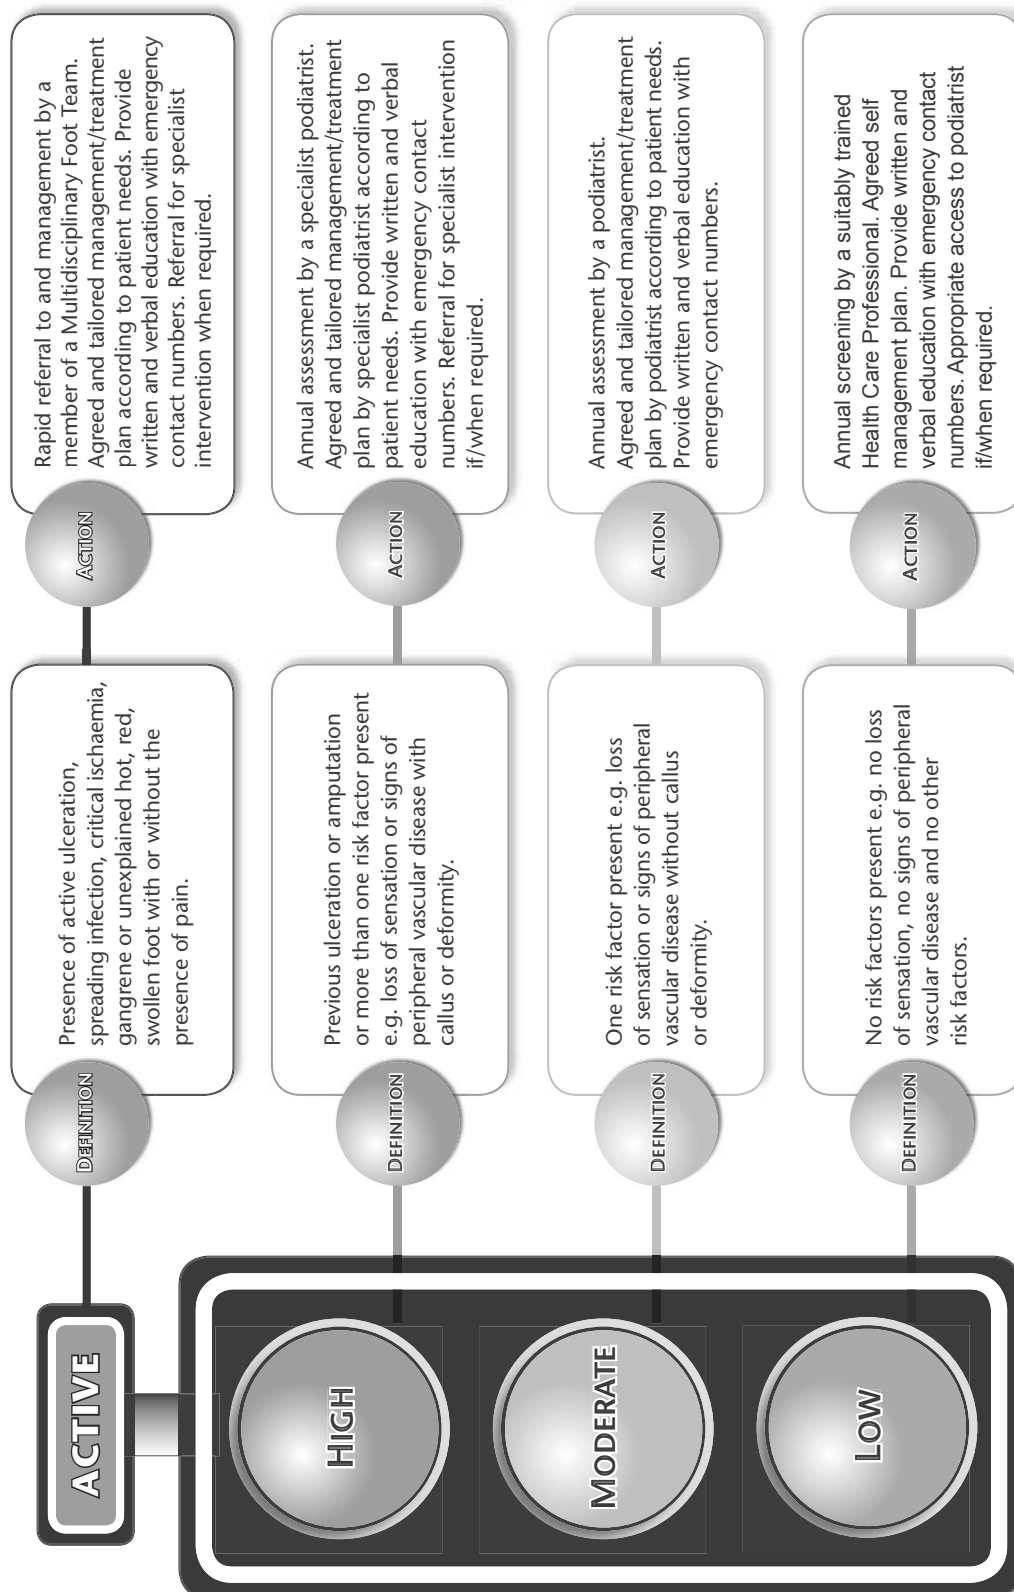 ACTIVE
DEFINITION
Presence of active ulceration,
spreading infection, critical ischaemia,
gangrene or unexplained hot, red,
swollen foot with or without the
presence of pain.
ACTION
Rapid referral to and management by a
member of a Multidisciplinary Foot Team.
Agreed and tailored management/treatment
plan according to patient needs. Provide
written and verbal education with emergency
contact numbers. Referral for specialist
intervention when required.
HIGH
DEFINITION
Previous ulceration or amputation
or more than one risk factor present
e.g. loss of sensation or signs of
peripheral vascular disease with
callus or deformity.
ACTION
Annual assessment by a specialist podiatrist.
Agreed and tailored management/treatment
plan by specialist podiatrist according to
patient needs. Provide written and verbal
education with emergency contact
numbers. Referral for specialist intervention
if/when required.
MODERATE
DEFINITION
One risk factor present e.g. loss
of sensation or signs of peripheral
vascular disease without callus
or deformity.
ACTION
Annual assessment by a podiatrist.
Agreed and tailored management/treatment
plan by podiatrist according to patient needs.
Provide written and verbal education with
emergency contact numbers.
LOW
DEFINITION
No risk factors present e.g. no loss
of sensation, no signs of peripheral
vascular disease and no other
risk factors.
ACTION
Annual screening by a suitably trained
Health Care Professional. Agreed self
management plan. Provide written and
verbal education with emergency contact
numbers. Appropriate access to podiatrist
if/when required.